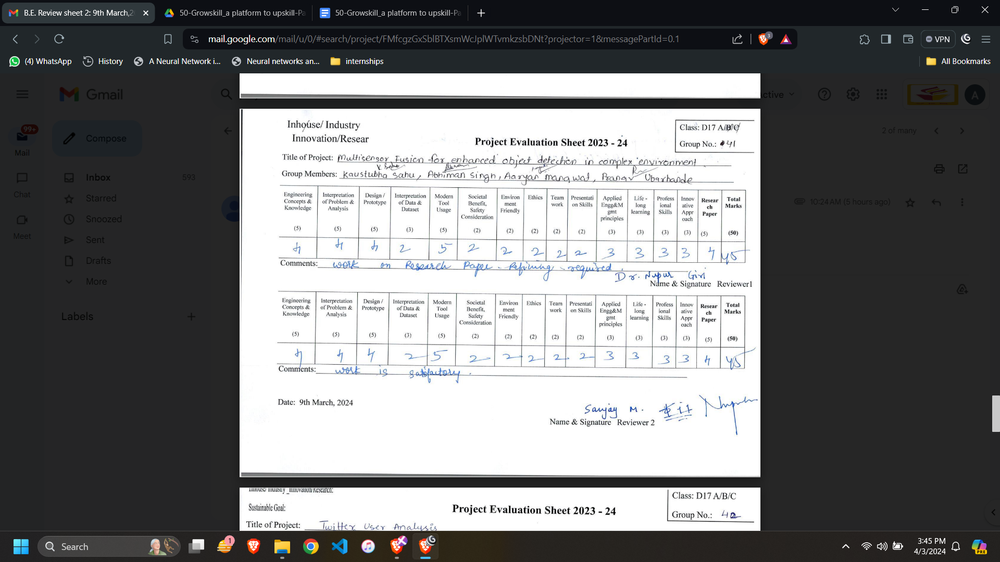 B.E. Review sheet 2: 9th March,2
50-Growskill_a platform to upskill-Pa
50-Growskill_a platform to upskill-Pa
mail.google.com/mail/u/0/#search/project/FMfcgzGxSblBTXsmWcJplWTvmkzsbDNt?projector=1&messagePartId=0.1
3
VPN
(4) WhatsApp
History
A Neural Network i...
Neural networks an...
internships
All Bookmarks
Gmail
Active
A
99+
Mail
Compose
2 of many
Chat
Meet
Inbox 593
Starred
Snoozed
Sent
Drafts
More
Labels
10:24 AM (5 hours ago)
Inhouse/ Industry
Innovation/Resear
Project Evaluation Sheet 2023 - 24
Class: D17 A/B/C
Group No.: 41
Title of Project: Multisensor Fusion for enhanced object detection in complex environment
Group Members: Kaustubha Sahu, Abhiman Singh, Aaryan Mangwat, Pranav Ubarhande
Engineering Concepts & Knowledge (5) Interpretation of Problem & Analysis (5) Design / Prototype (5) Interpretation of Data & Dataset (3) Modern Tool Usage (5) Societal Benefit, Safety Consideration (2) Environ ment Friendly (2) Ethics (2) Team work (2) Presentati on Skills (2) Applied Engg&M gmt principles (3) Life - long learning (3) Profess ional Skills (3) Innov ative Appr oach (3) Resear ch Paper (5) Total Marks (50)
4 4 4 2 5 2 2 2 2 2 3 3 3 3 4 45
Comments: work on Research Paper - Refining - required
Dr. Nupur Giri
Name & Signature Reviewer1
Engineering Concepts & Knowledge (5) Interpretation of Problem & Analysis (5) Design / Prototype (5) Interpretation of Data & Dataset (3) Modern Tool Usage (5) Societal Benefit, Safety Consideration (2) Environ ment Friendly (2) Ethics (2) Team work (2) Presentati on Skills (2) Applied Engg&M gmt principles (3) Life - long learning (3) Profess ional Skills (3) Innov ative Appr oach (3) Resear ch Paper (5) Total Marks (50)
4 4 4 2 5 2 2 2 2 2 3 3 3 3 4 45
Comments: work is satisfactory.
Date: 9th March, 2024
Sanjay M.
Name & Signature Reviewer 2
Inhouse/ Industry_Innovation/Research:
Sustainable Goal:
Project Evaluation Sheet 2023 - 24
Class: D17 A/B/C
Group No.: 42
Title of Project: Twitter User Analysis
Search
1
PRE
3:45 PM
4/3/2024